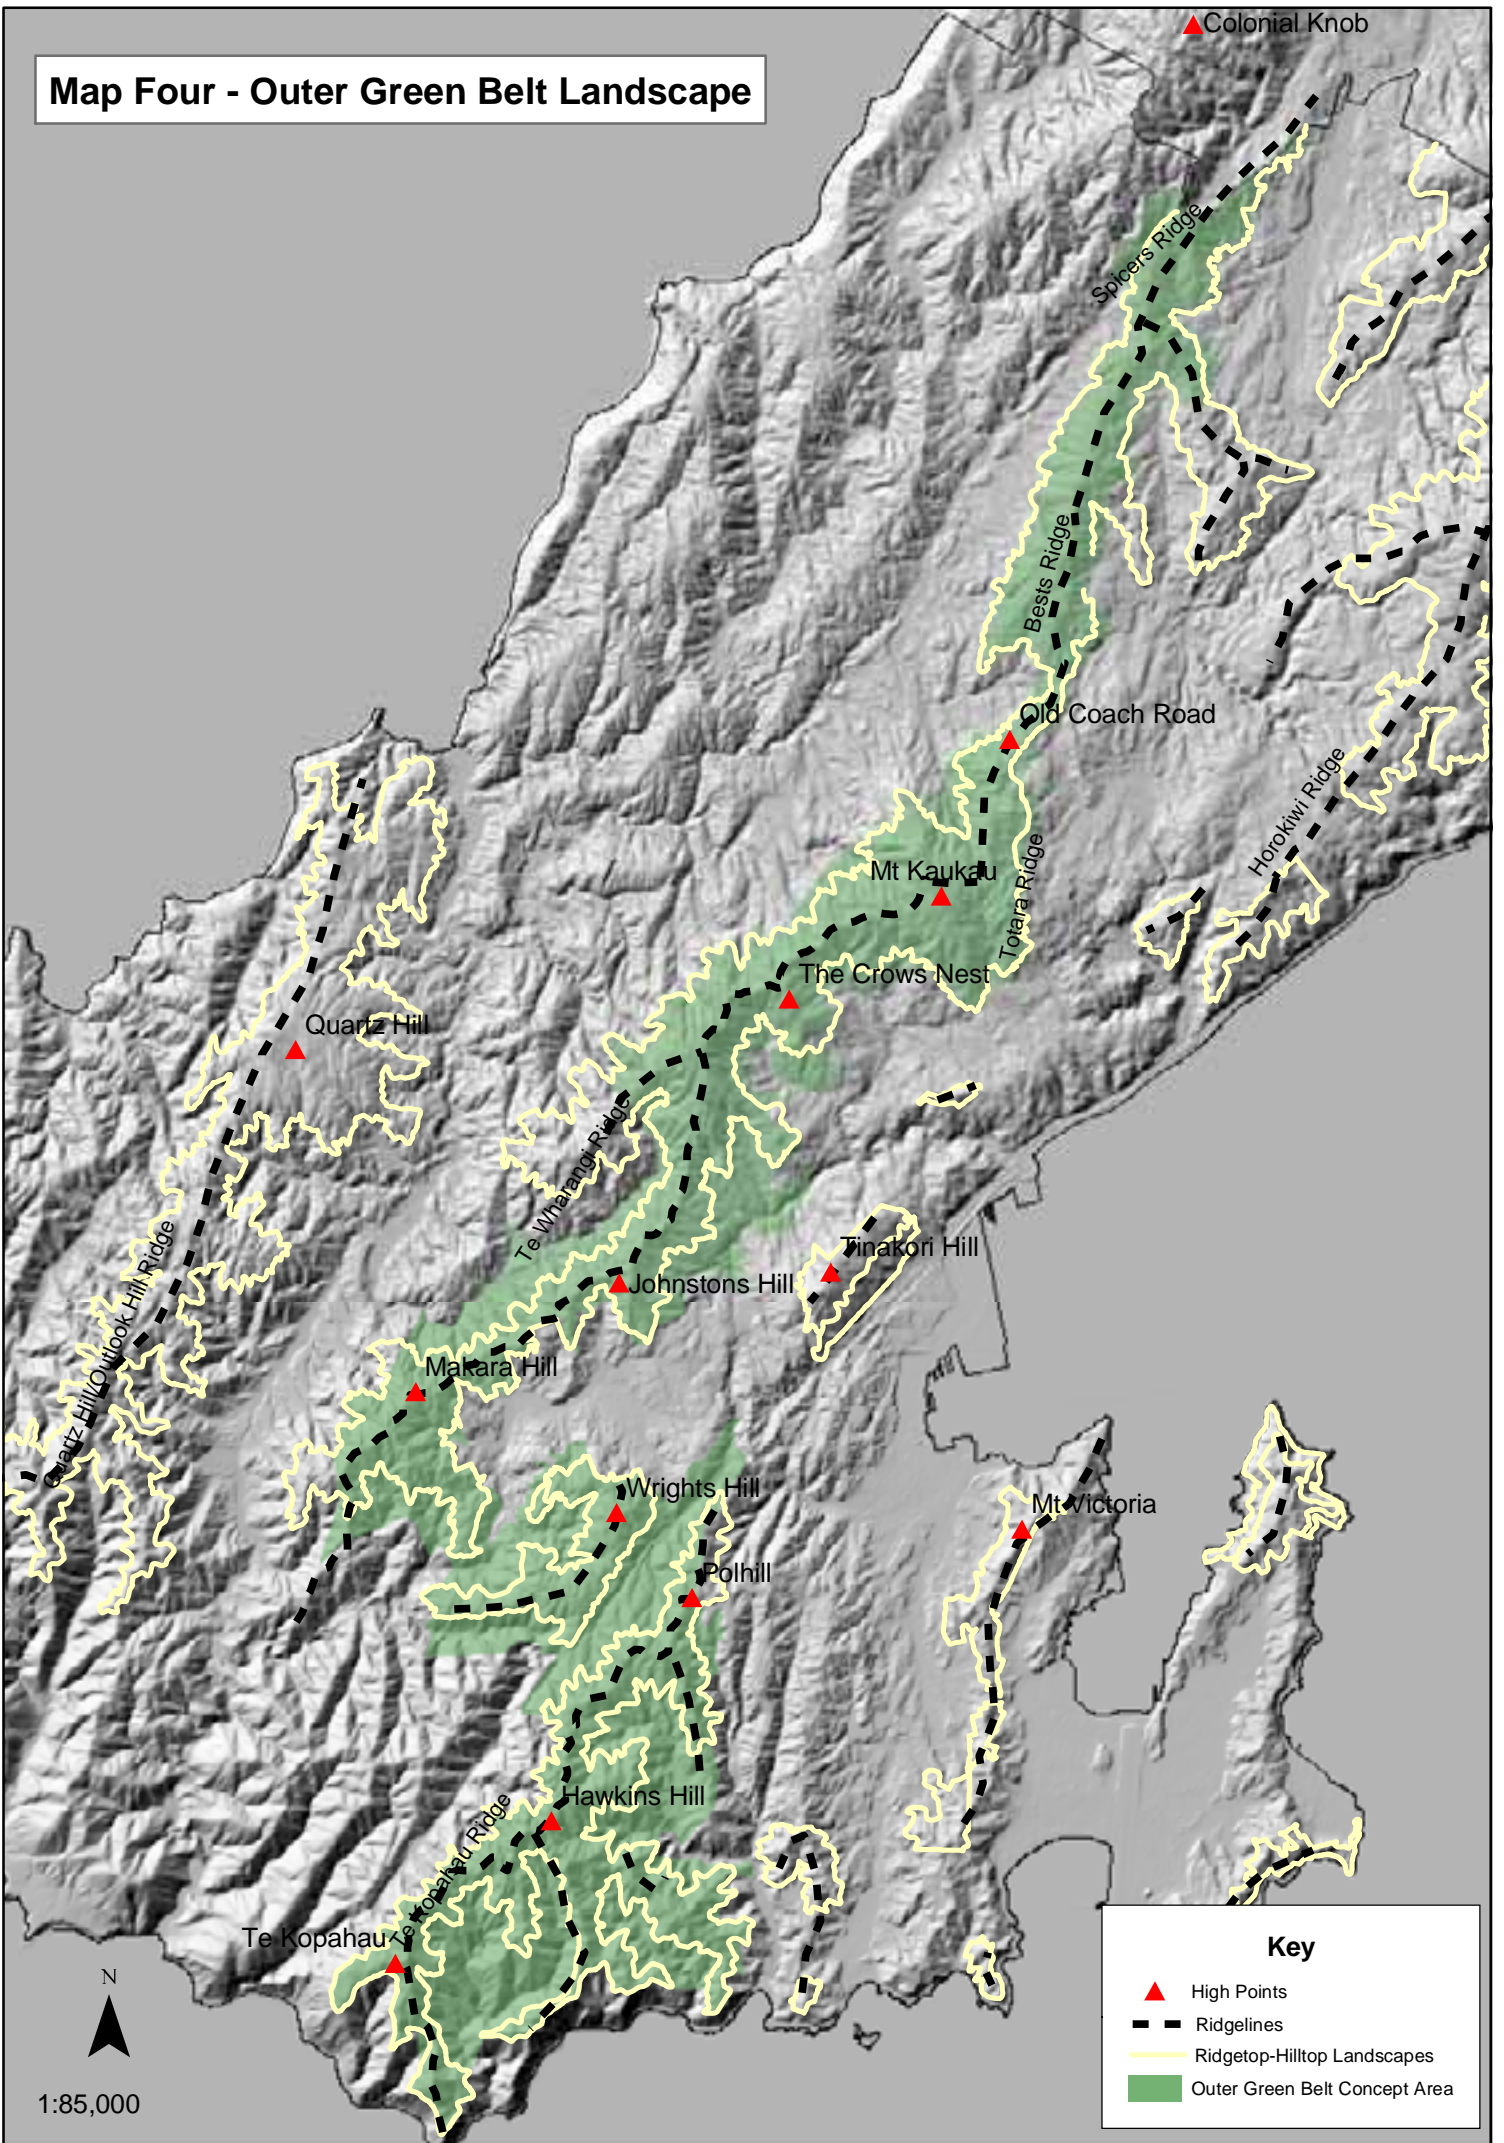 Colonial Knob
Map Four - Outer Green Belt Landscape
Spicers Ridge
Bests Ridge
Old Coach Road
Horokiwi Ridge
Mt Kaukau
Totara Ridge
The Crows Nest
Quartz Hill
Te Wharangi Ridge
Quartz Hill/Outlook Hill Ridge
Tinakori Hill
Johnstons Hill
Makara Hill
Wrights Hill
Mt Victoria
Polhill
Hawkins Hill
Te Kopahau Ridge
Te Kopahau
N
1:85,000
Key
High Points
Ridgelines
Ridgetop-Hilltop Landscapes
Outer Green Belt Concept Area